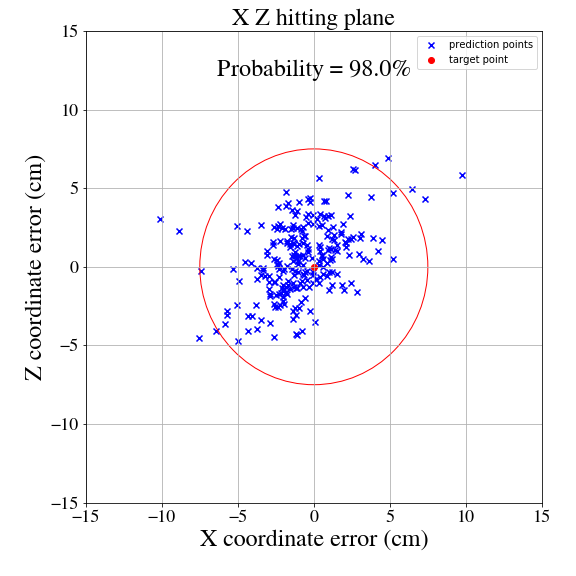 X Z hitting plane
prediction points
target point
Probability = 98.0%
Z coordinate error (cm)
15
10
5
0
−5
−10
−15
−15 −10 −5 0 5 10 15
X coordinate error (cm)